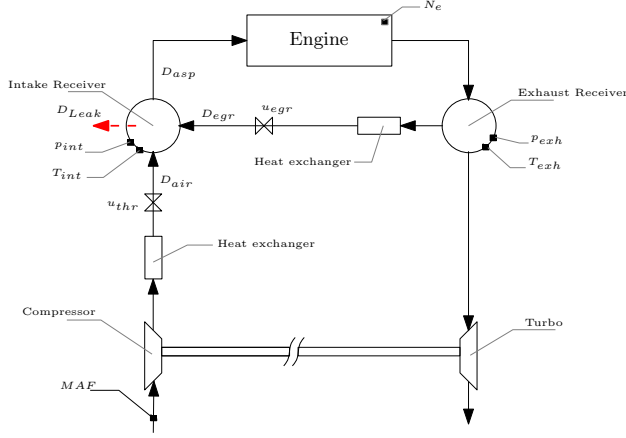 N_e
Engine
D_asp
Intake Receiver
Exhaust Receiver
D_Leak
D_egr
u_egr
p_int
p_exh
Heat exchanger
T_int
T_exh
D_air
u_thr
Heat exchanger
Compressor
Turbo
MAF